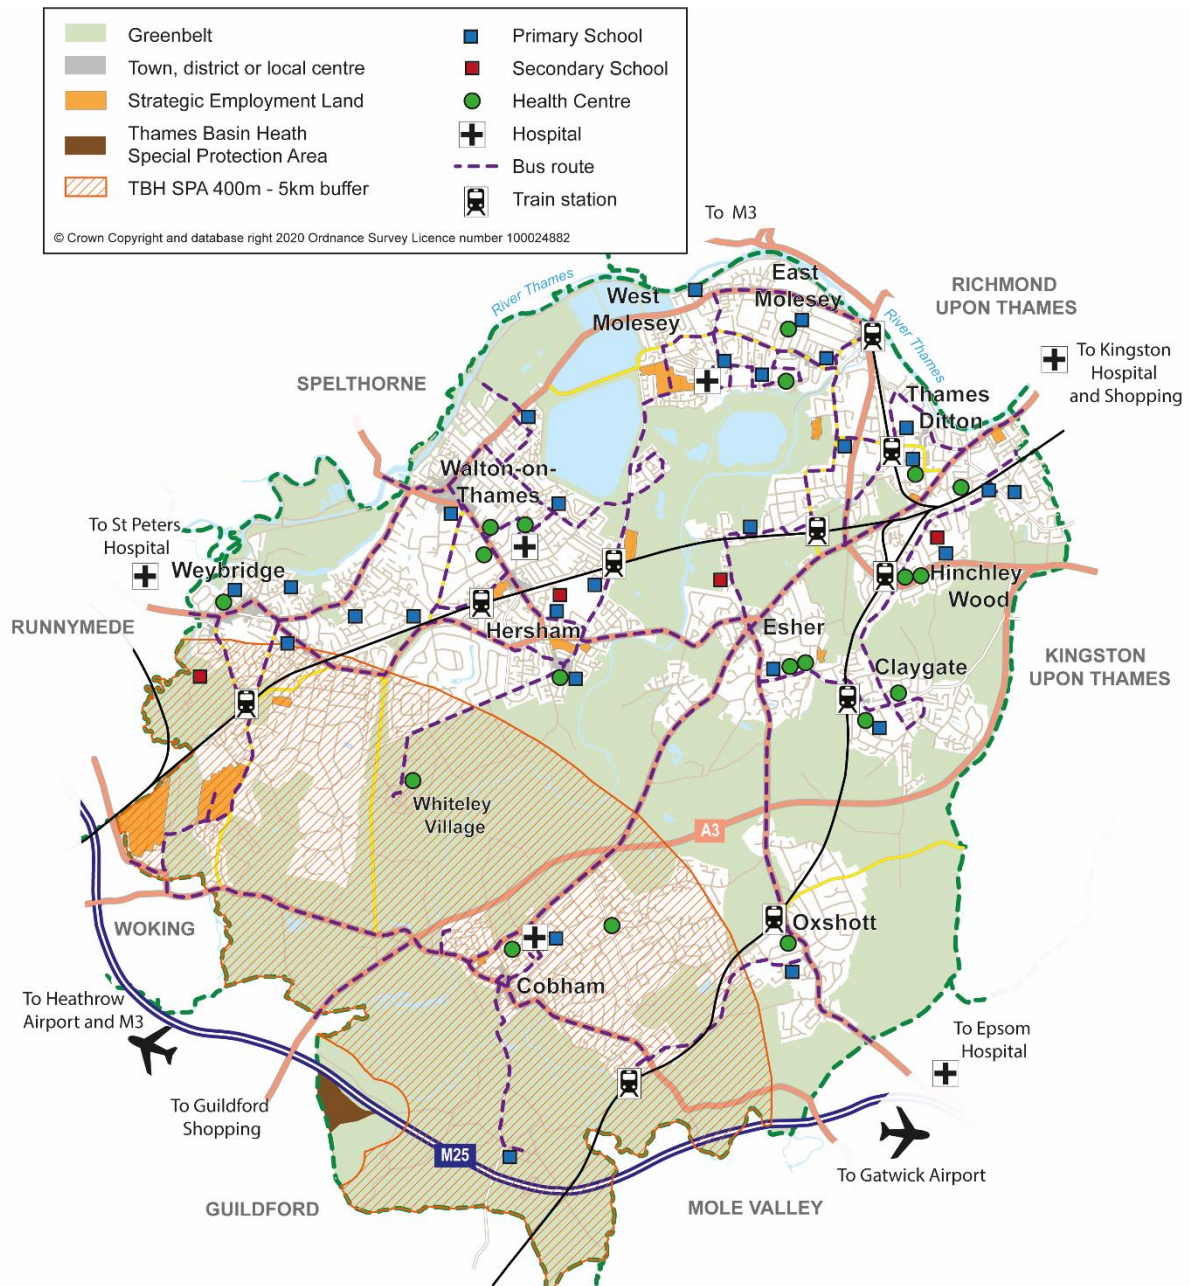 Greenbelt
Town, district or local centre
Strategic Employment Land
Thames Basin Heath
Special Protection Area
TBH SPA 400m - 5km buffer
Primary School
Secondary School
Health Centre
Hospital
Bus route
Train station
© Crown Copyright and database right 2020 Ordnance Survey Licence number 100024882
To M3
River Thames
East
Molesey
West
Molesey
RICHMOND
UPON THAMES
River Thames
To Kingston
Hospital
and Shopping
SPELTHORNE
Thames
Ditton
Walton-on-
Thames
To St Peters
Hospital
Weybridge
Hinchley
Wood
RUNNYMEDE
Hersham
Esher
Claygate
KINGSTON
UPON THAMES
Whiteley
Village
A3
WOKING
Oxshott
Cobham
To Heathrow
Airport and M3
To Epsom
Hospital
To Guildford
Shopping
M25
To Gatwick Airport
GUILDFORD
MOLE VALLEY